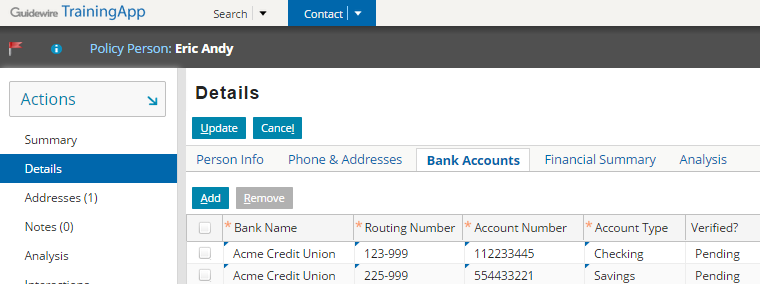 Guidewire TrainingApp Search Contact
Policy Person: Eric Andy
Actions
Summary
Details
Addresses (1)
Notes (0)
Analysis
Details
Update Cancel
Person Info Phone & Addresses Bank Accounts Financial Summary Analysis
Add Remove
* Bank Name * Routing Number * Account Number * Account Type Verified?
Acme Credit Union 123-999 112233445 Checking Pending
Acme Credit Union 225-999 554433221 Savings Pending